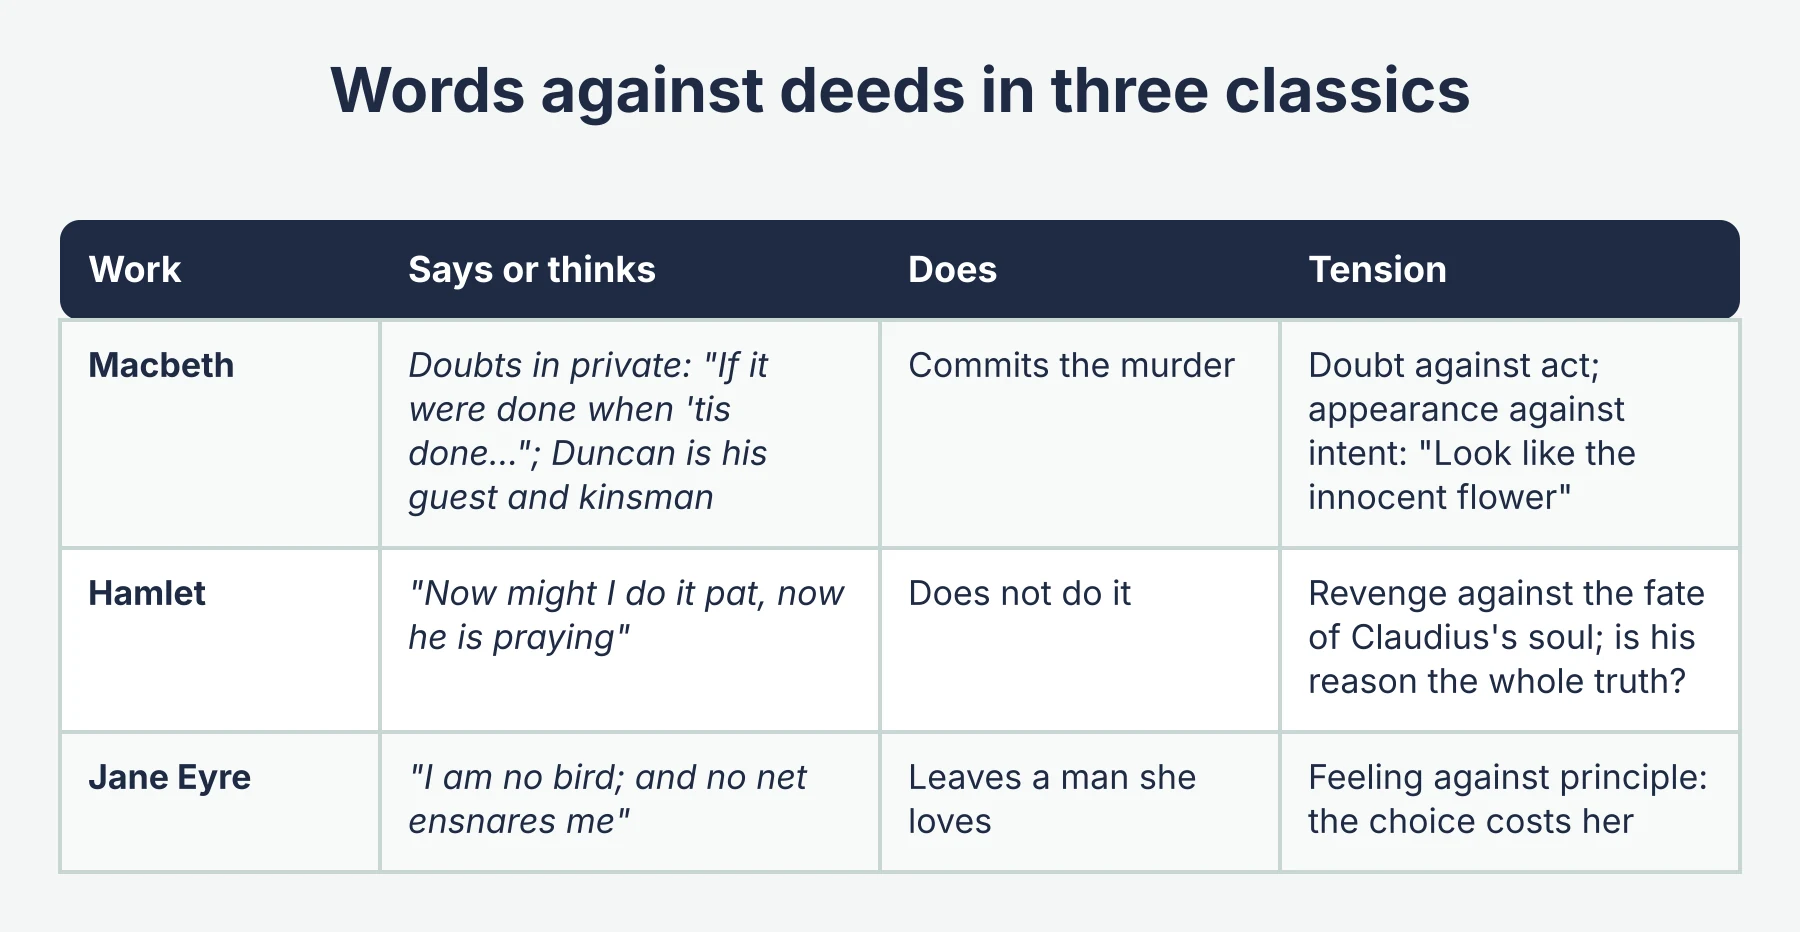 Words against deeds in three classics
Work
Says or thinks
Does
Tension
Macbeth
Doubts in private: "If it
were done when 'tis
done..."; Duncan is his
guest and kinsman
Commits the murder
Doubt against act;
appearance against
intent: "Look like the
innocent flower"
Hamlet
"Now might I do it pat, now
he is praying"
Does not do it
Revenge against the fate
of Claudius's soul; is his
reason the whole truth?
Jane Eyre
"I am no bird; and no net
ensnares me"
Leaves a man she
loves
Feeling against principle:
the choice costs her